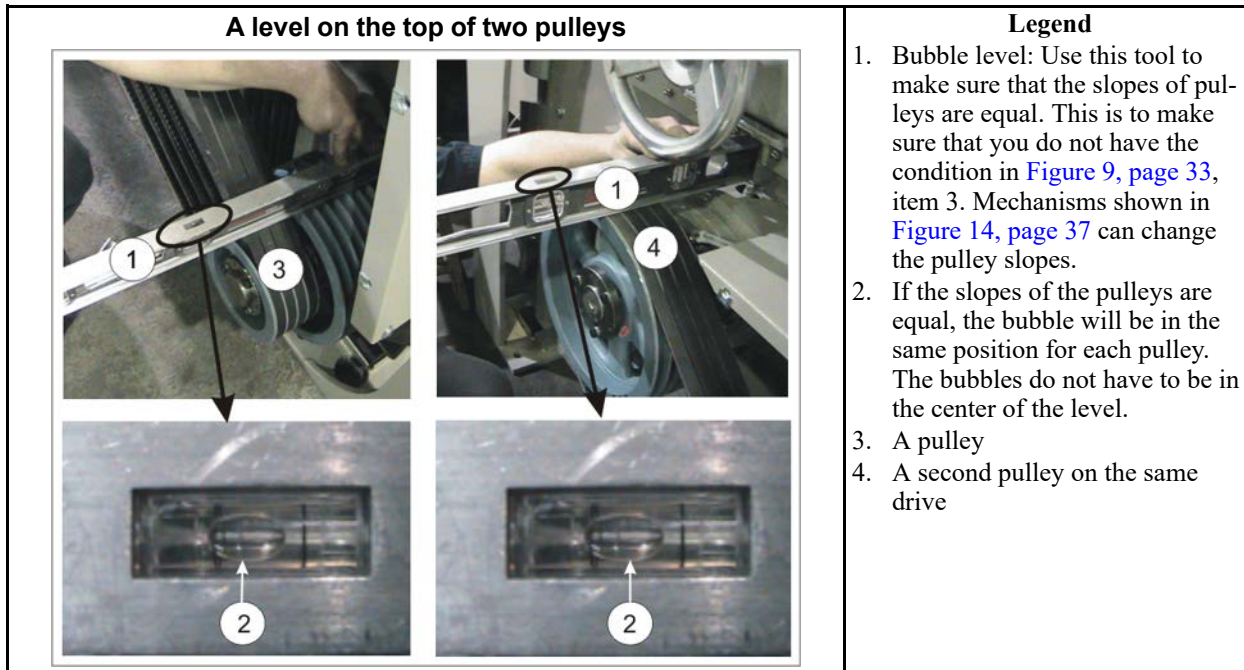 A level on the top of two pulleys
1
3
1
4
2
2
Legend
1. Bubble level: Use this tool to
make sure that the slopes of pul-
leys are equal. This is to make
sure that you do not have the
condition in Figure 9, page 33,
item 3. Mechanisms shown in
Figure 14, page 37 can change
the pulley slopes.
2. If the slopes of the pulleys are
equal, the bubble will be in the
same position for each pulley.
The bubbles do not have to be in
the center of the level.
3. A pulley
4. A second pulley on the same
drive